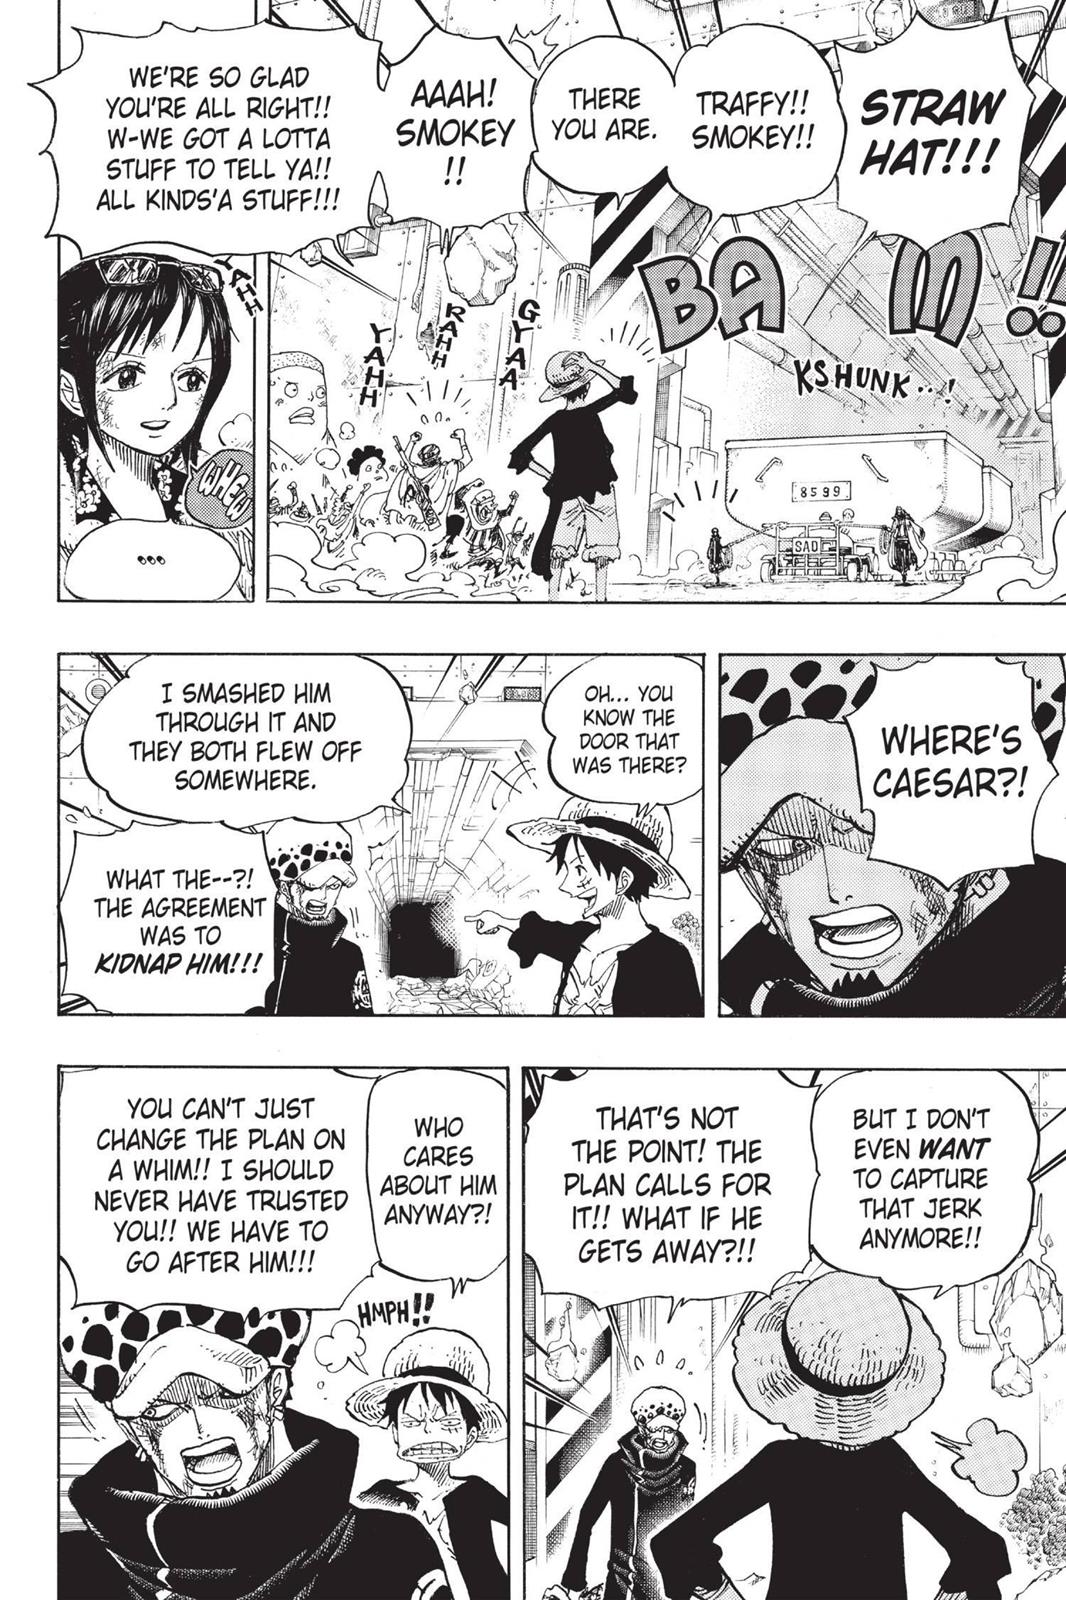 STRAW
HAT!!!
TRAFFY!!
SMOKEY!!
THERE
YOU ARE.
AAAH!
SMOKEY
!!
WE'RE SO GLAD
YOU'RE ALL RIGHT!!
W-WE GOT A LOTTA
STUFF TO TELL YA!!
ALL KINDS'A STUFF!!!
BA M!!
KSHUNK...!
8599
SAD
GYAA
RAHH
YAHH
YAHH
WHEW
...
WHERE'S
CAESAR?!
OH... YOU
KNOW THE
DOOR THAT
WAS THERE?
I SMASHED HIM
THROUGH IT AND
THEY BOTH FLEW OFF
SOMEWHERE.
WHAT THE--?!
THE AGREEMENT
WAS TO
KIDNAP HIM!!!
BUT I DON'T
EVEN WANT
TO CAPTURE
THAT JERK
ANYMORE!!
THAT'S NOT
THE POINT! THE
PLAN CALLS FOR
IT!! WHAT IF HE
GETS AWAY?!!
WHO
CARES
ABOUT HIM
ANYWAY?!
HMPH!!
YOU CAN'T JUST
CHANGE THE PLAN ON
A WHIM!! I SHOULD
NEVER HAVE TRUSTED
YOU!! WE HAVE TO
GO AFTER HIM!!!